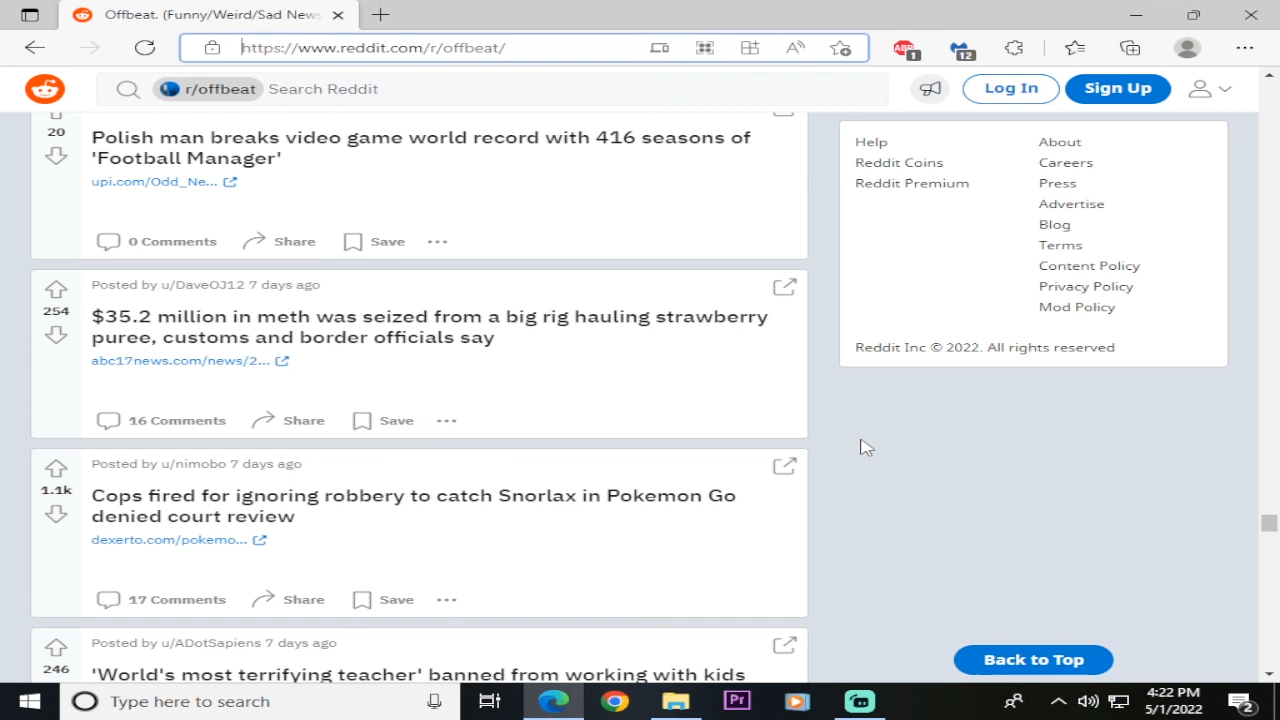 Offbeat. (Funny/Weird/Sad News
https://www.reddit.com/r/offbeat/
ABP
1
12
r/offbeat
Search Reddit
Log In
Sign Up
20
Polish man breaks video game world record with 416 seasons of
'Football Manager'
upi.com/Odd_Ne...
0 Comments
Share
Save
Posted by u/DaveOJ12 7 days ago
254
$35.2 million in meth was seized from a big rig hauling strawberry
puree, customs and border officials say
abc17news.com/news/2...
16 Comments
Share
Save
Posted by u/nimobo 7 days ago
1.1k
Cops fired for ignoring robbery to catch Snorlax in Pokemon Go
denied court review
dexerto.com/pokemo...
17 Comments
Share
Save
Posted by u/ADotSapiens 7 days ago
246
'World's most terrifying teacher' banned from working with kids
Help
About
Reddit Coins
Careers
Reddit Premium
Press
Advertise
Blog
Terms
Content Policy
Privacy Policy
Mod Policy
Reddit Inc © 2022. All rights reserved
Back to Top
Type here to search
Pr
4:22 PM
5/1/2022
2